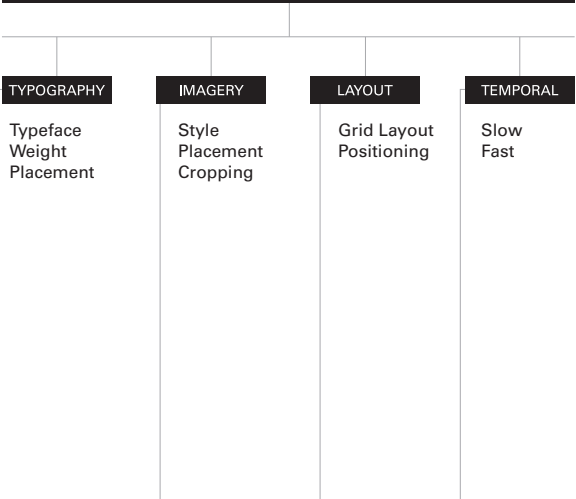 TYPOGRAPHY
Typeface
Weight
Placement
IMAGERY
Style
Placement
Cropping
LAYOUT
Grid Layout
Positioning
TEMPORAL
Slow
Fast